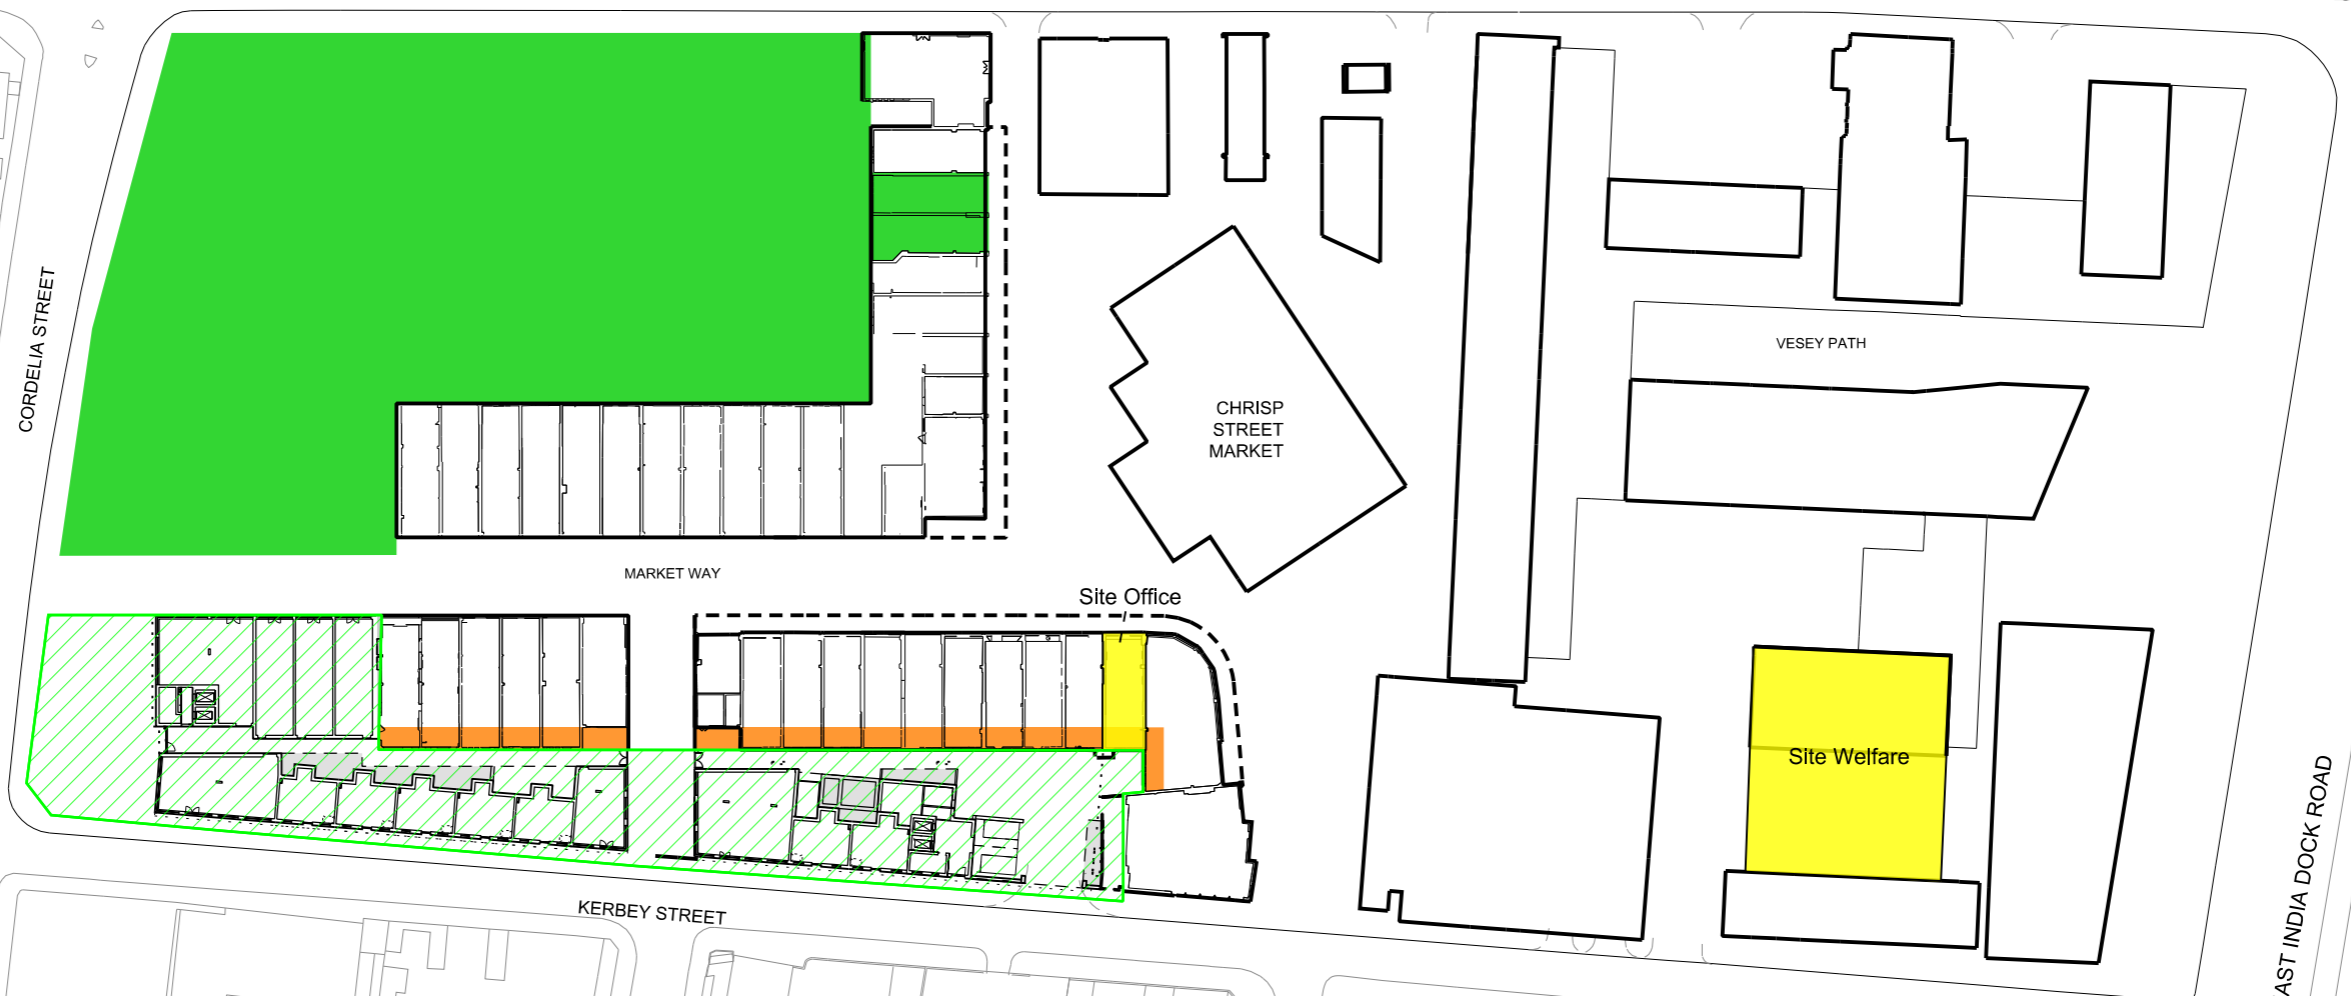 CORDELIA STREET
VESEY PATH
CHRISP
STREET
MARKET
MARKET WAY
Site Office
Site Welfare
KERBEY STREET
AST INDIA DOCK ROAD